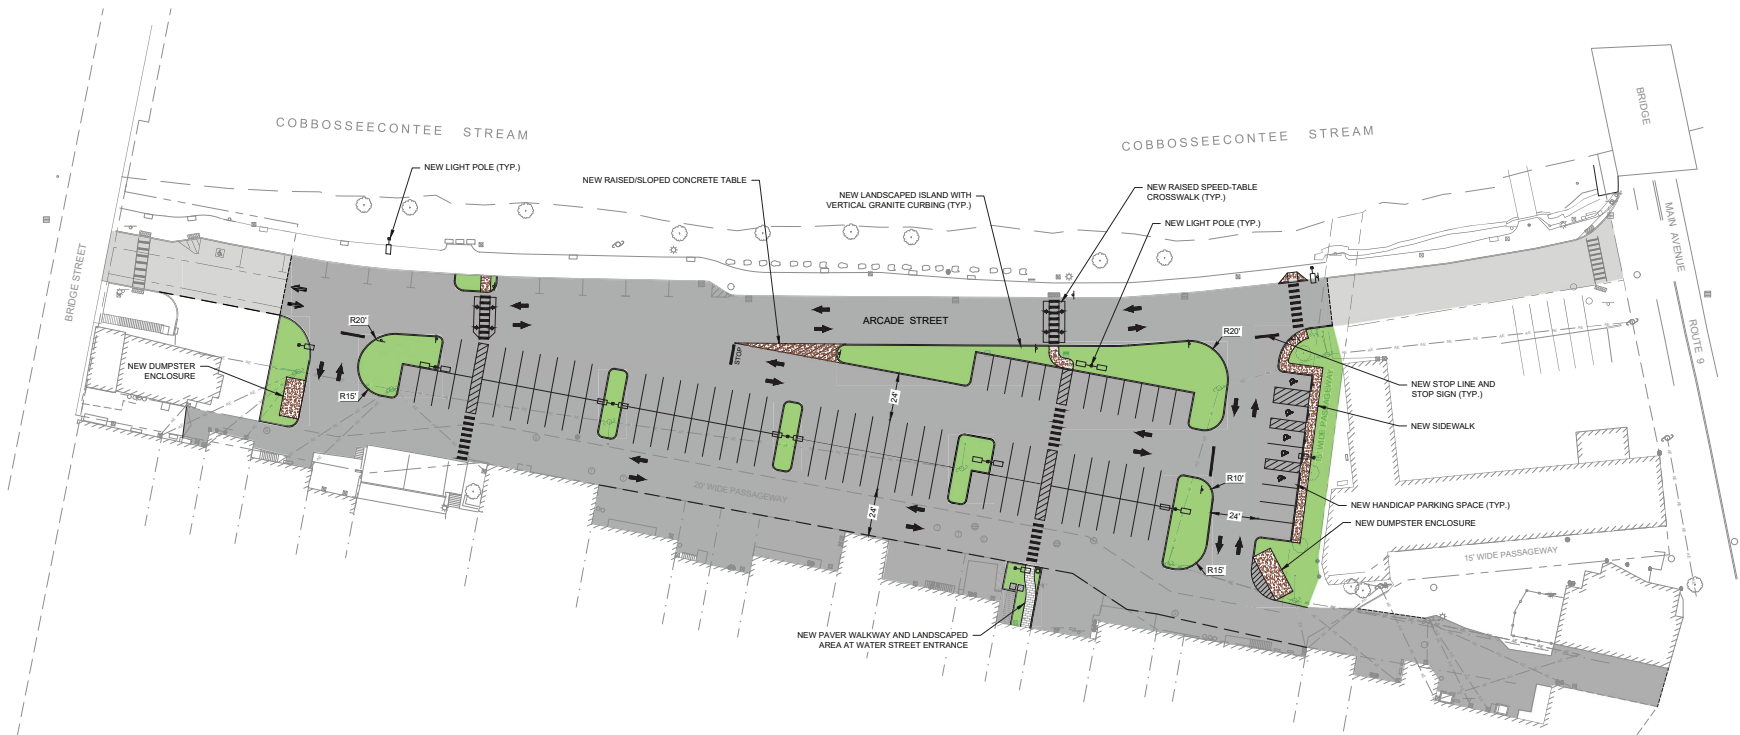 COBBOSSEECONTEE STREAM
COBBOSSEECONTEE STREAM
BRIDGE
NEW LIGHT POLE (TYP.)
NEW RAISED/SLOPED CONCRETE TABLE
NEW LANDSCAPED ISLAND WITH
VERTICAL GRANITE CURBING (TYP.)
NEW RAISED SPEED-TABLE
CROSSWALK (TYP.)
NEW LIGHT POLE (TYP.)
MAIN AVENUE
ROUTE 9
BRIDGE STREET
ARCADE STREET
R20'
R20'
STOP
NEW DUMPSTER
ENCLOSURE
R15'
24'
NEW STOP LINE AND
STOP SIGN (TYP.)
NEW SIDEWALK
WIDE PASSAGEWAY
20' WIDE PASSAGEWAY
24'
R10'
24'
NEW HANDICAP PARKING SPACE (TYP.)
NEW DUMPSTER ENCLOSURE
15' WIDE PASSAGEWAY
R15'
NEW PAVER WALKWAY AND LANDSCAPED
AREA AT WATER STREET ENTRANCE